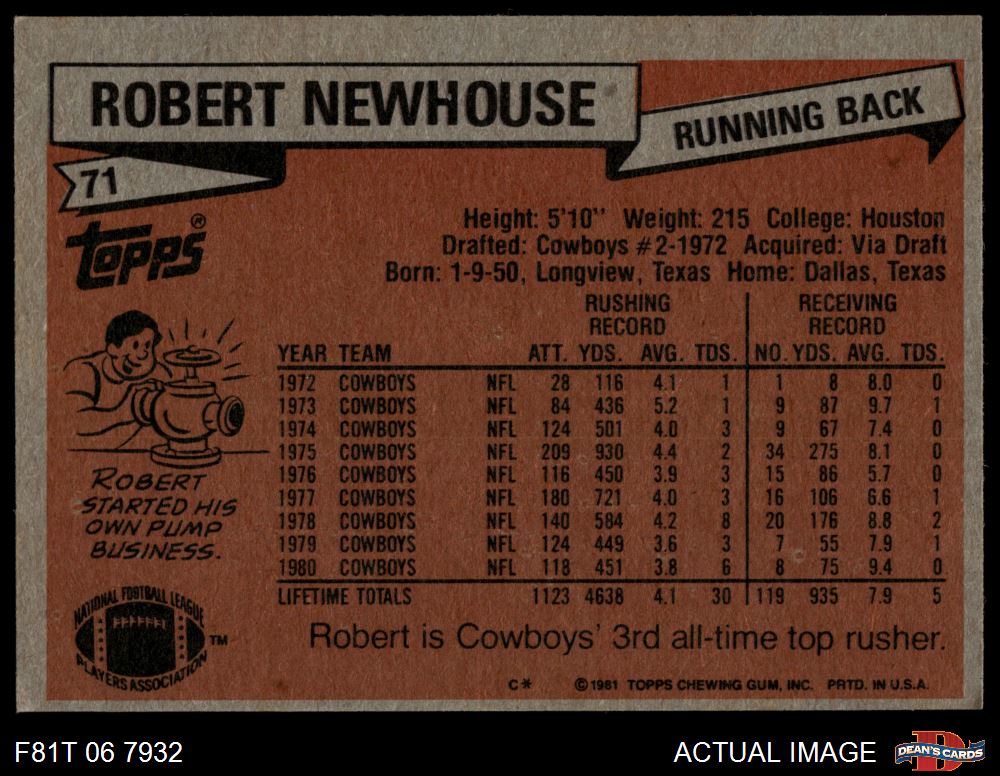 ROBERT NEWHOUSE
RUNNING BACK
71
Topps®
Height: 5'10" Weight: 215 College: Houston
Drafted: Cowboys #2-1972 Acquired: Via Draft
Born: 1-9-50, Longview, Texas Home: Dallas, Texas
RUSHING RECEIVING
RECORD RECORD
YEAR TEAM ATT. YDS. AVG. TDS. NO. YDS. AVG. TDS.
1972 COWBOYS NFL 28 116 4.1 1 1 8 8.0 0
1973 COWBOYS NFL 84 436 5.2 1 9 87 9.7 1
1974 COWBOYS NFL 124 501 4.0 3 9 67 7.4 0
1975 COWBOYS NFL 209 930 4.4 2 34 275 8.1 0
1976 COWBOYS NFL 116 450 3.9 3 15 86 5.7 0
1977 COWBOYS NFL 180 721 4.0 3 16 106 6.6 1
1978 COWBOYS NFL 140 584 4.2 8 20 176 8.8 2
1979 COWBOYS NFL 124 449 3.6 3 7 55 7.9 1
1980 COWBOYS NFL 118 451 3.8 6 8 75 9.4 0
LIFETIME TOTALS 1123 4638 4.1 30 119 935 7.9 5
ROBERT
STARTED HIS
OWN PUMP
BUSINESS.
NATIONAL FOOTBALL LEAGUE
PLAYERS ASSOCIATION
TM
Robert is Cowboys' 3rd all-time top rusher.
C* ©1981 TOPPS CHEWING GUM, INC. PRTD. IN U.S.A.
F81T 06 7932
ACTUAL IMAGE
DEAN'S CARDS